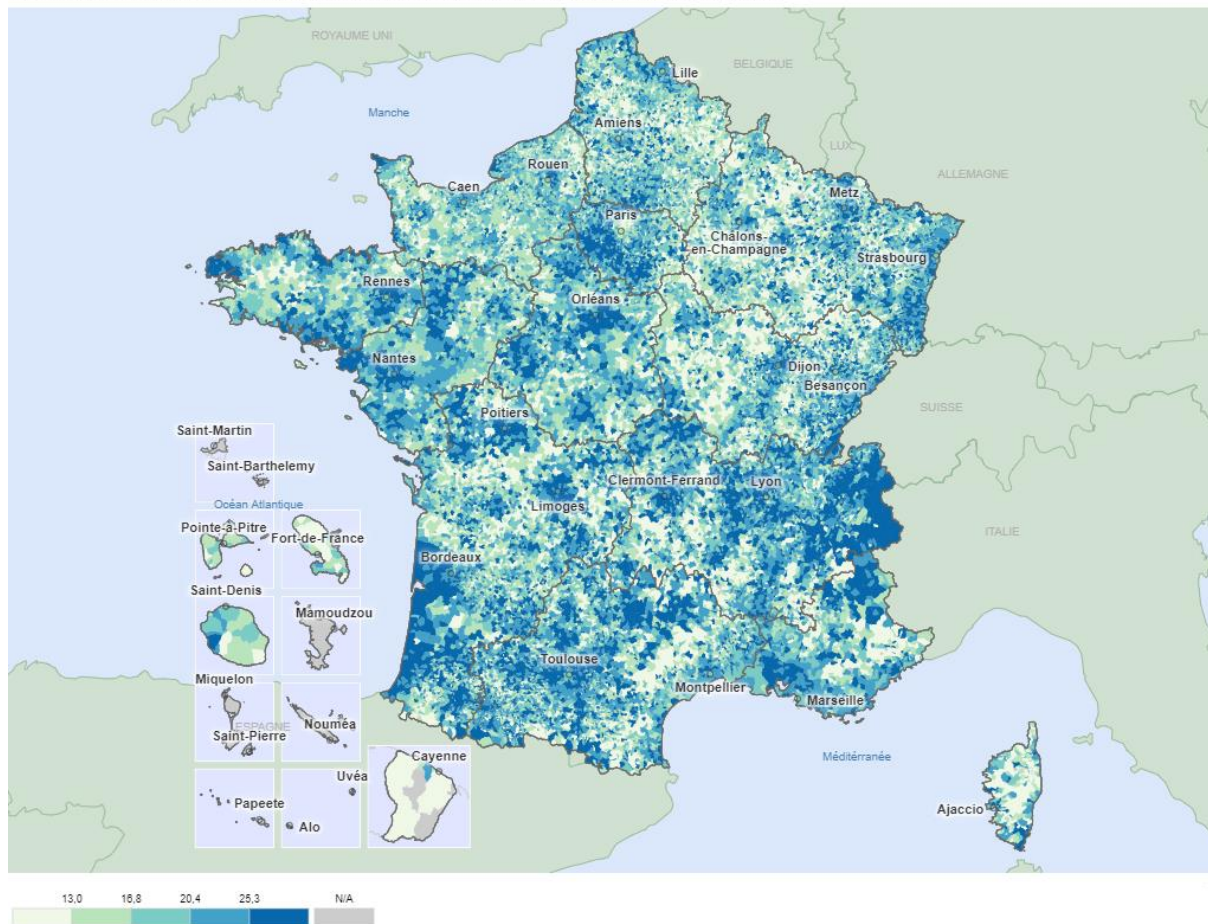 ROYAUME UNI
BELGIQUE
Lille
Manche
Amiens
LUX.
Rouen
ALLEMAGNE
Caen
Metz
Paris
Châlons-
en-Champagne
Strasbourg
Rennes
Orléans
Nantes
Dijon
Besançon
SUISSE
Poitiers
Saint-Martin
Saint-Barthelemy
Clermont-Ferrand
Lyon
Océan Atlantique
Limoges
Pointe-à-Pitre
Fort-de-France
ITALIE
Bordeaux
Saint-Denis
Mamoudzou
Toulouse
Miquelon
Montpellier
Marseille
ESPAGNE
Nouméa
Saint-Pierre
Cayenne
Méditérranée
Uvéa
Papeete
Ajaccio
Alo
13,0 16,8 20,4 25,3 N/A